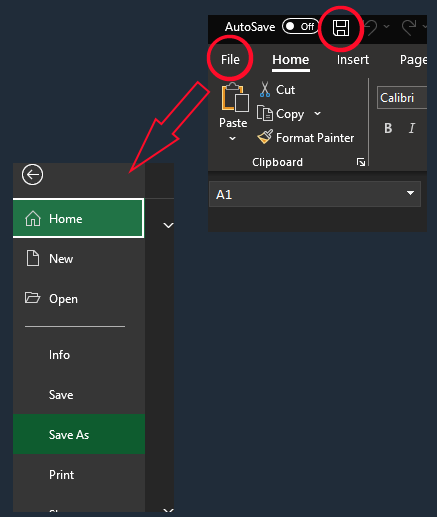 AutoSave Off
File Home Insert Page
Cut
Copy
Paste
Format Painter
Clipboard
Calibri
B I
A1
Home
New
Open
Info
Save
Save As
Print